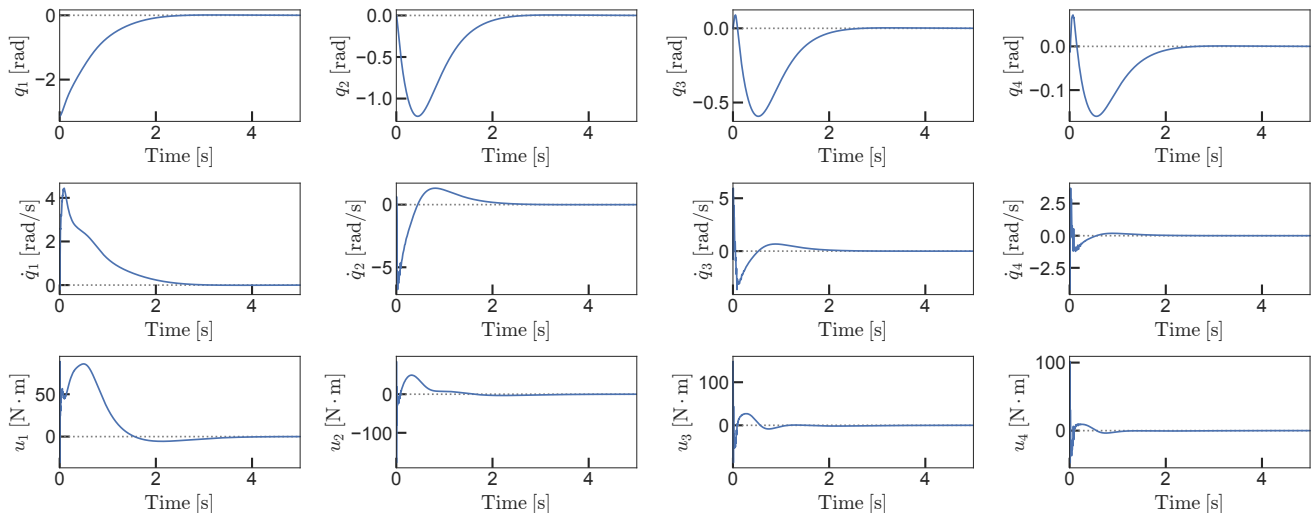 q₁ [rad]
0
−2
0 2 4
Time [s]
q₂ [rad]
0.0
−0.5
−1.0
0 2 4
Time [s]
q₃ [rad]
0.0
−0.5
0 2 4
Time [s]
q₄ [rad]
0.0
−0.1
0 2 4
Time [s]
q̇₁ [rad/s]
4
2
0
0 2 4
Time [s]
q̇₂ [rad/s]
0
−5
0 2 4
Time [s]
q̇₃ [rad/s]
5
0
0 2 4
Time [s]
q̇₄ [rad/s]
2.5
0.0
−2.5
0 2 4
Time [s]
u₁ [N · m]
50
0
0 2 4
Time [s]
u₂ [N · m]
0
−100
0 2 4
Time [s]
u₃ [N · m]
100
0
0 2 4
Time [s]
u₄ [N · m]
100
0
0 2 4
Time [s]